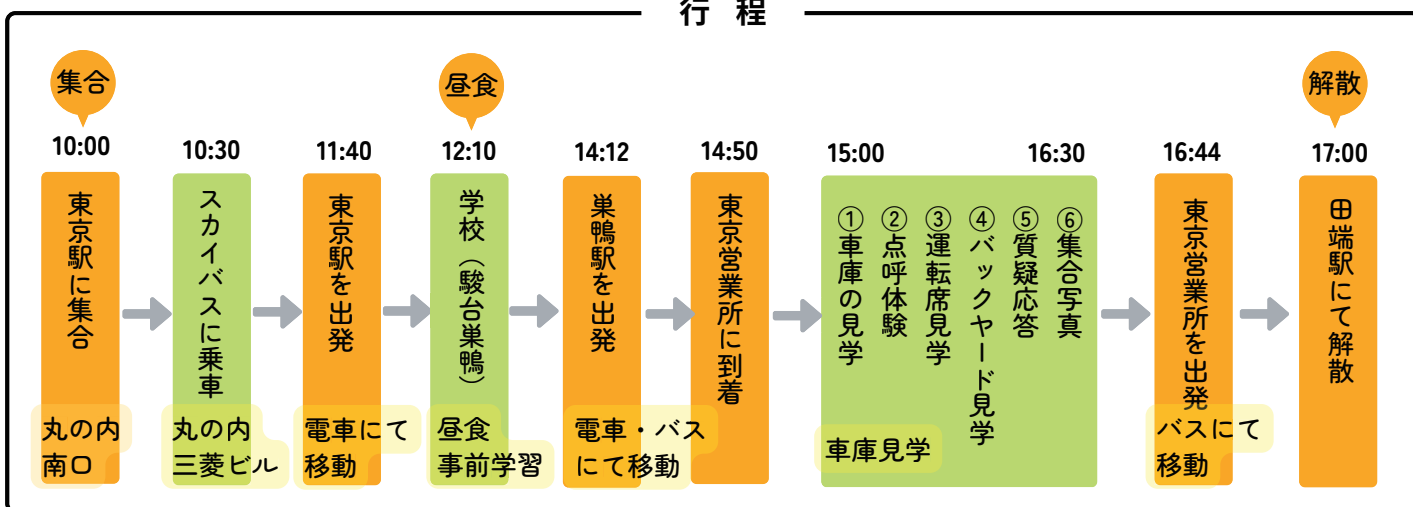 行 程
集合
10:00
東京駅に集合
丸の内
南口
10:30
スカイバスに乗車
丸の内
三菱ビル
11:40
東京駅を出発
電車にて
移動
昼食
12:10
学校（駿台巣鴨）
昼食
事前学習
14:12
巣鴨駅を出発
電車・バス
にて移動
14:50
東京営業所に到着
15:00
16:30
①車庫の見学
②点呼体験
③運転席見学
④バックヤード見学
⑤質疑応答
⑥集合写真
車庫見学
16:44
東京営業所を出発
バスにて
移動
解散
17:00
田端駅にて解散